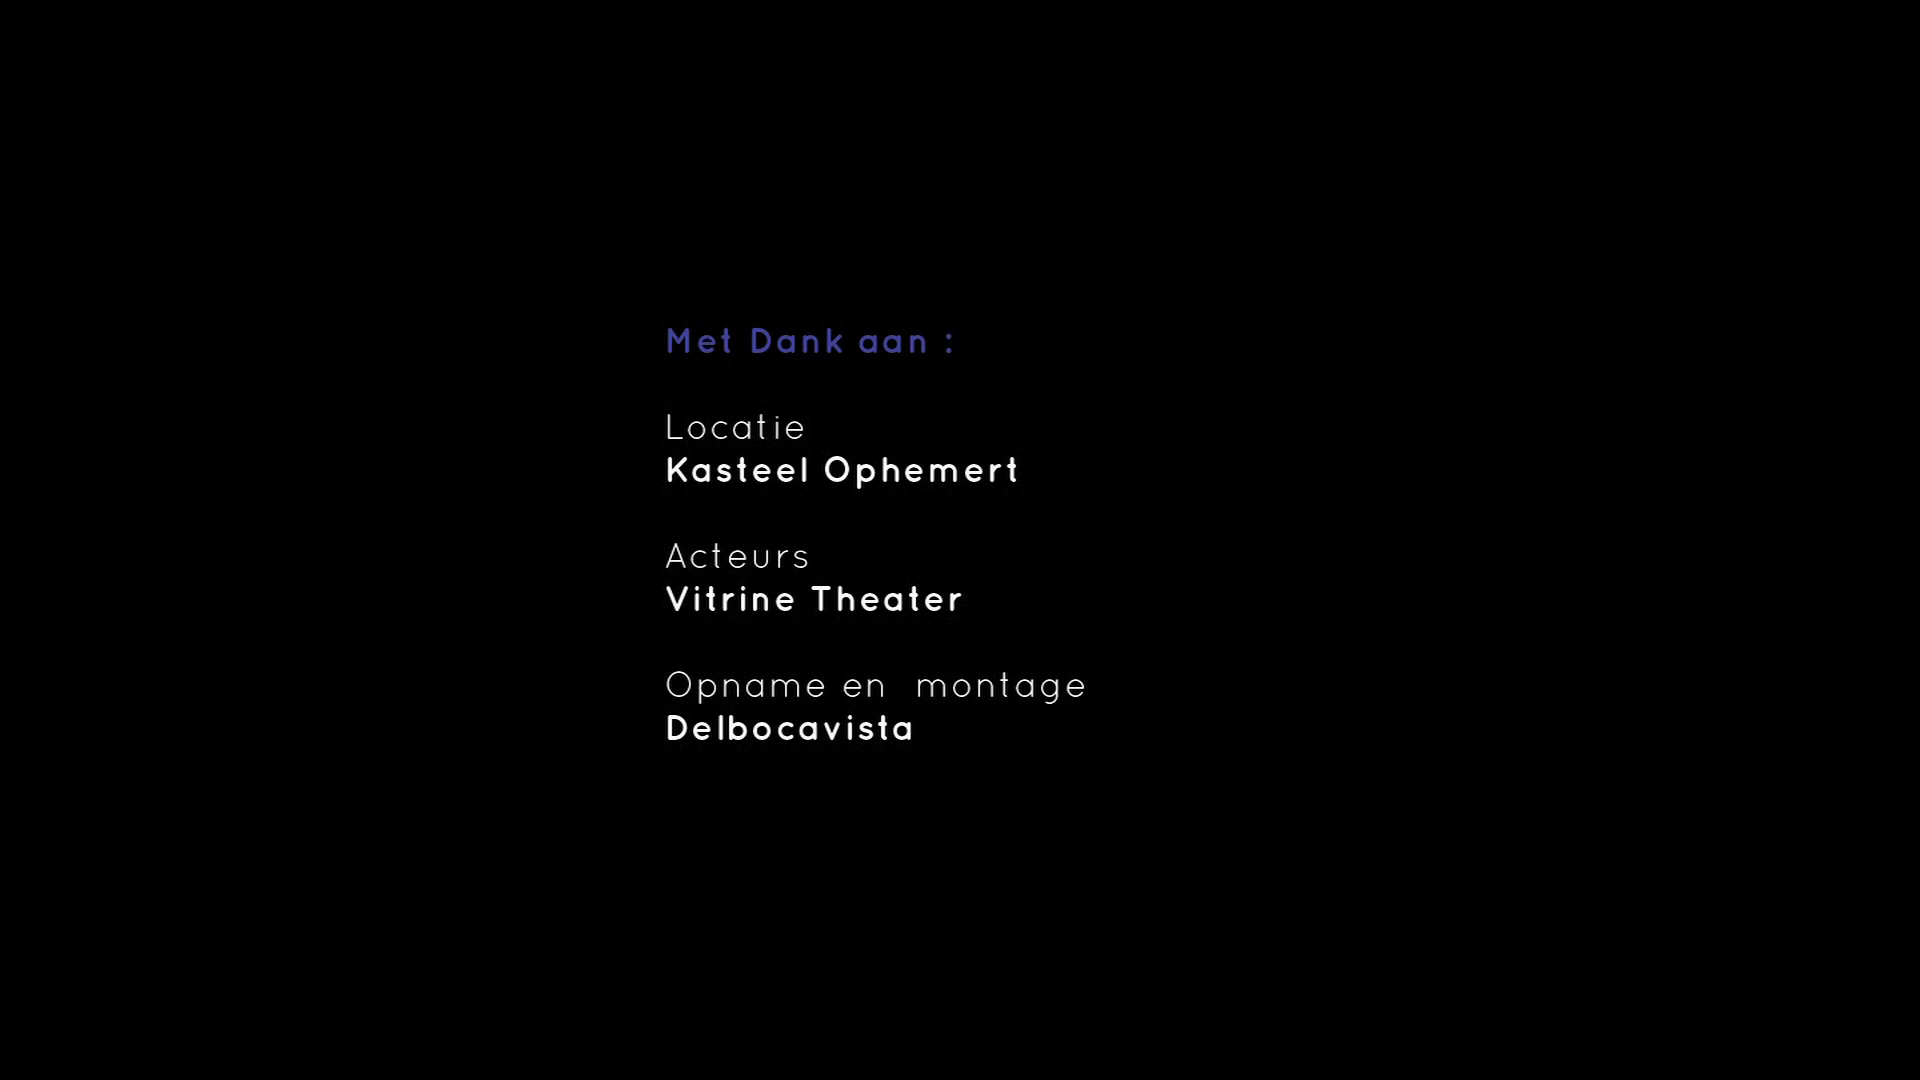 Met Dank aan :
Locatie
Kasteel Ophemert
Acteurs
Vitrine Theater
Opname en  montage
Delbocavista